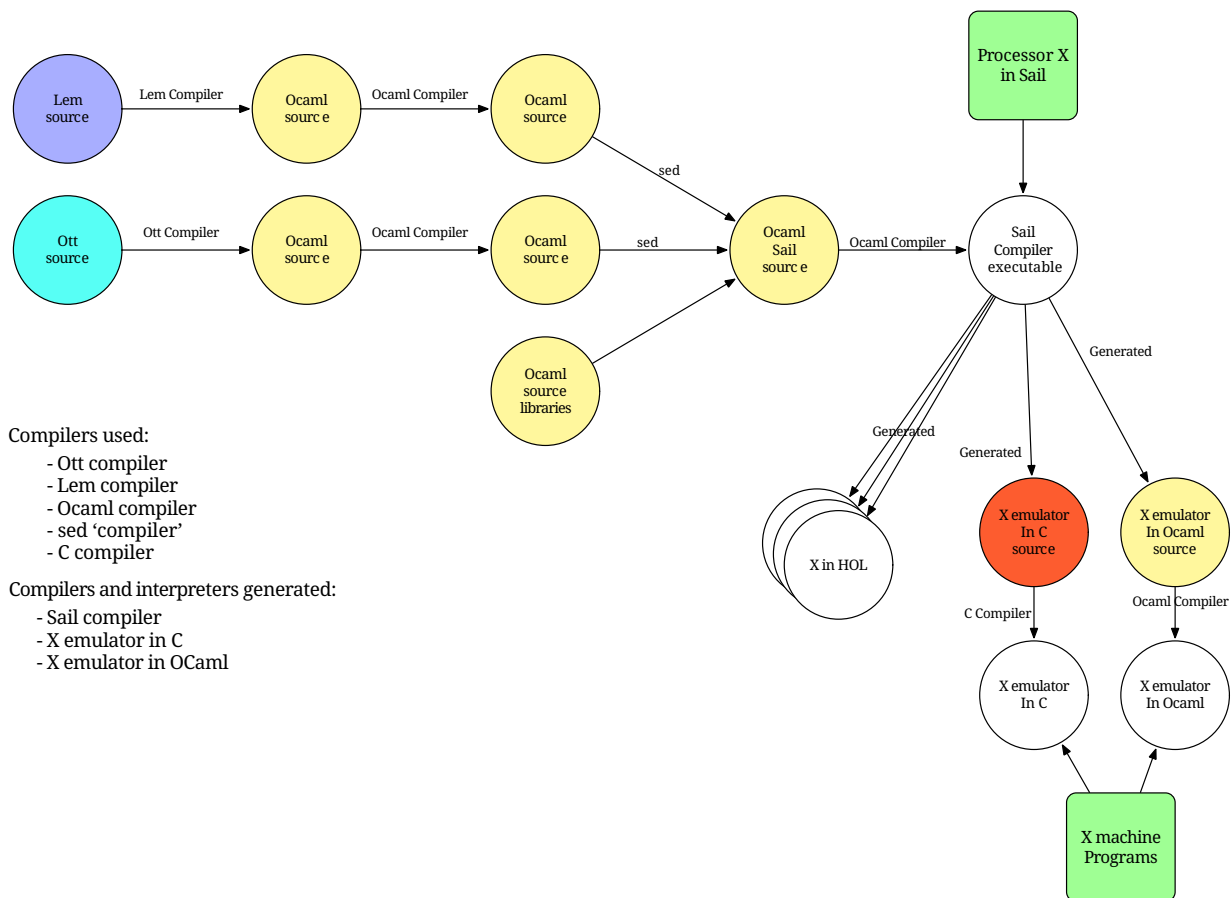 Processor X
in Sail
Lem
source
Lem Compiler
Ocaml
source
Ocaml Compiler
Ocaml
source
sed
Ott
source
Ott Compiler
Ocaml
source
Ocaml Compiler
Ocaml
source
sed
Ocaml
Sail
source
Ocaml Compiler
Sail
Compiler
executable
Ocaml
source
libraries
Generated
Generated
Generated
Compilers used:
- Ott compiler
- Lem compiler
- Ocaml compiler
- sed ‘compiler’
- C compiler
Compilers and interpreters generated:
- Sail compiler
- X emulator in C
- X emulator in OCaml
X in HOL
X emulator
In C
source
X emulator
In Ocaml
source
C Compiler
Ocaml Compiler
X emulator
In C
X emulator
In Ocaml
X machine
Programs